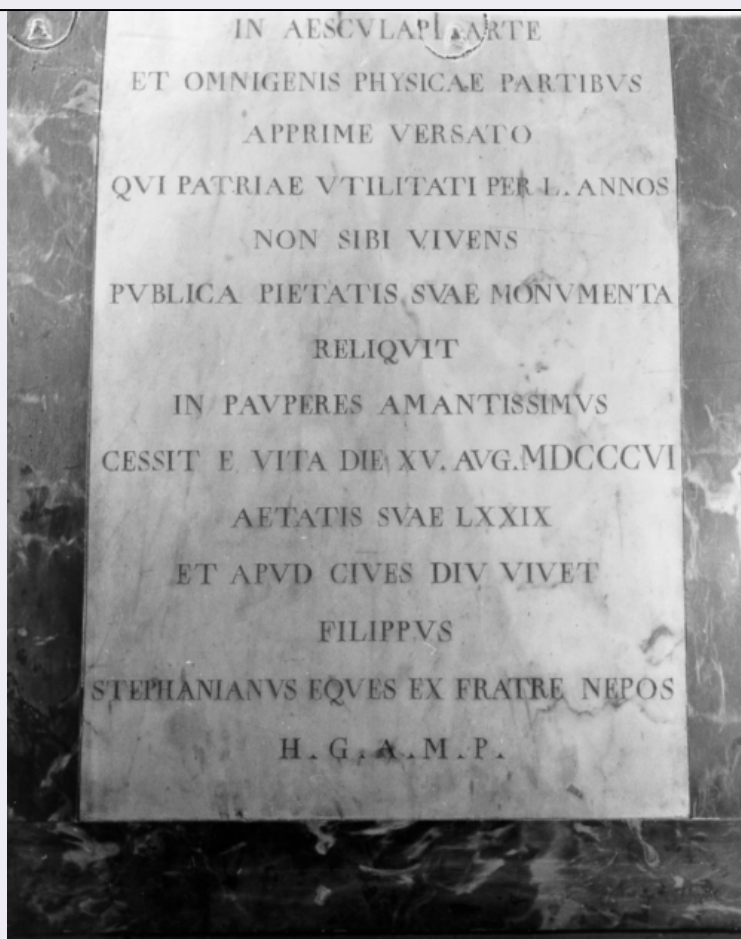 IN AESCVLAPI ARTE
ET OMNIGENIS PHYSICAE PARTIBVS
APPRIME VERSATO
QVI PATRIAE VTILITATI PER L. ANNOS
NON SIBI VIVENS
PVBLICA PIETATIS SVAE MONVMENTA
RELIQVIT
IN PAVPERES AMANTISSIMVS
CESSIT E VITA DIE XV. AVG.MDCCCVI
AETATIS SVAE LXXIX
ET APVD CIVES DIV VIVET
FILIPPVS
STEPHANIANVS EQVES EX FRATRE NEPOS
H.G.A.M.P.